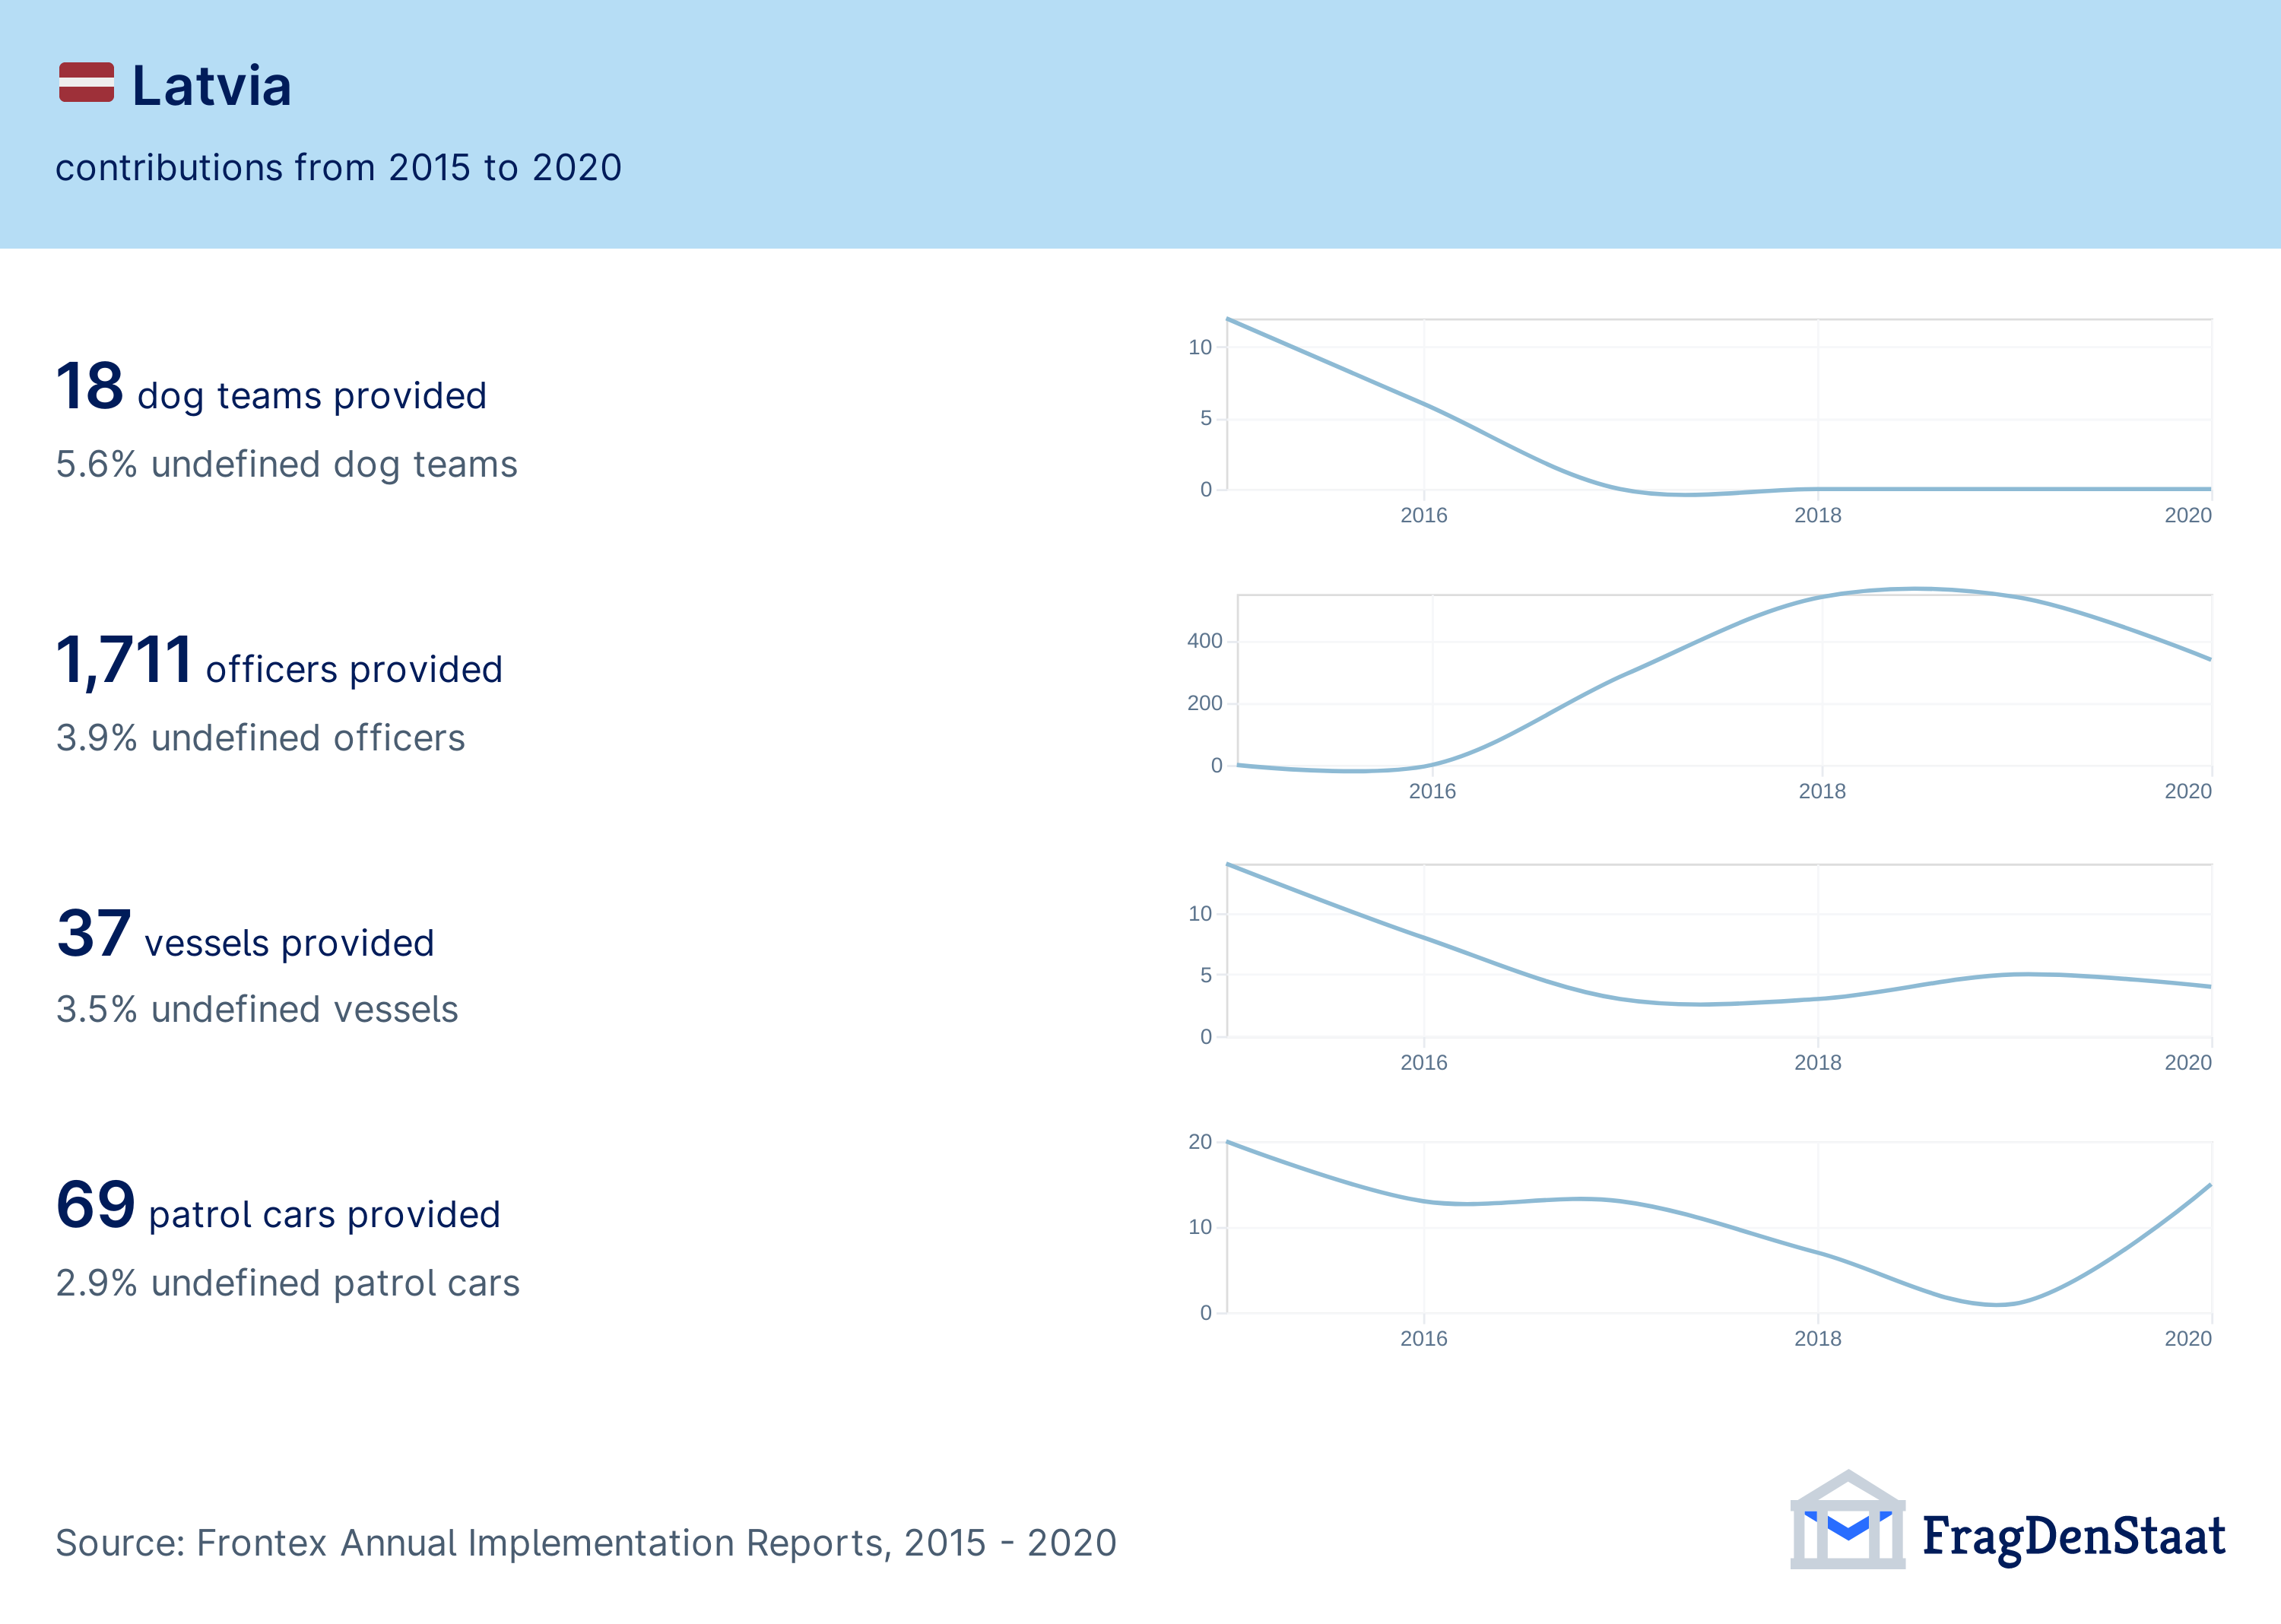 Latvia
contributions from 2015 to 2020
18 dog teams provided
5.6% undefined dog teams
10
5
0
2016 2018 2020
1,711 officers provided
3.9% undefined officers
400
200
0
2016 2018 2020
37 vessels provided
3.5% undefined vessels
10
5
0
2016 2018 2020
69 patrol cars provided
2.9% undefined patrol cars
20
10
0
2016 2018 2020
Source: Frontex Annual Implementation Reports, 2015 - 2020
FragDenStaat